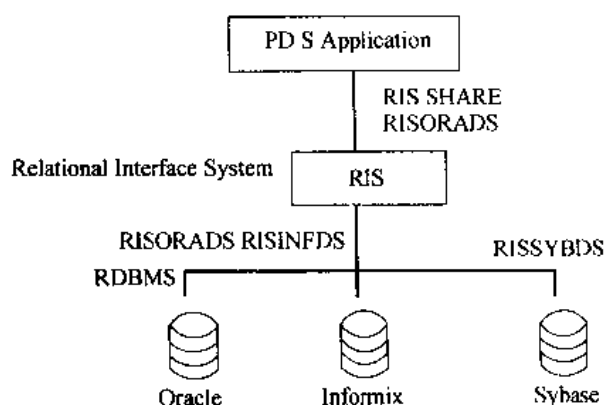 PD S Application
RIS SHARE
RISORADS
Relational Interface System
RIS
RISORADS RISINFDS
RISSYBDS
RDBMS
Oracle
Informix
Sybase